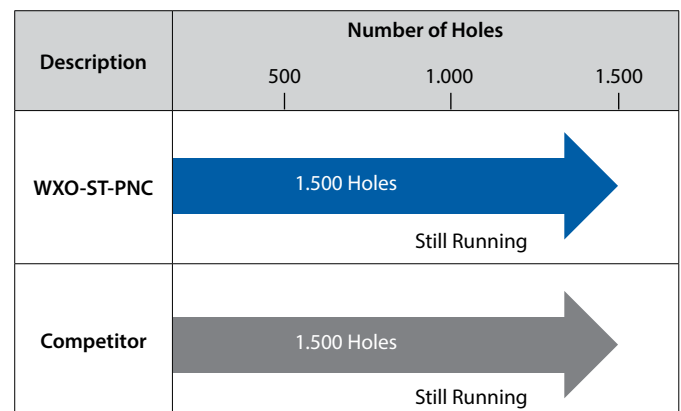 Number of Holes
Description
500 1.000 1.500
WXO-ST-PNC
1.500 Holes
Still Running
Competitor
1.500 Holes
Still Running